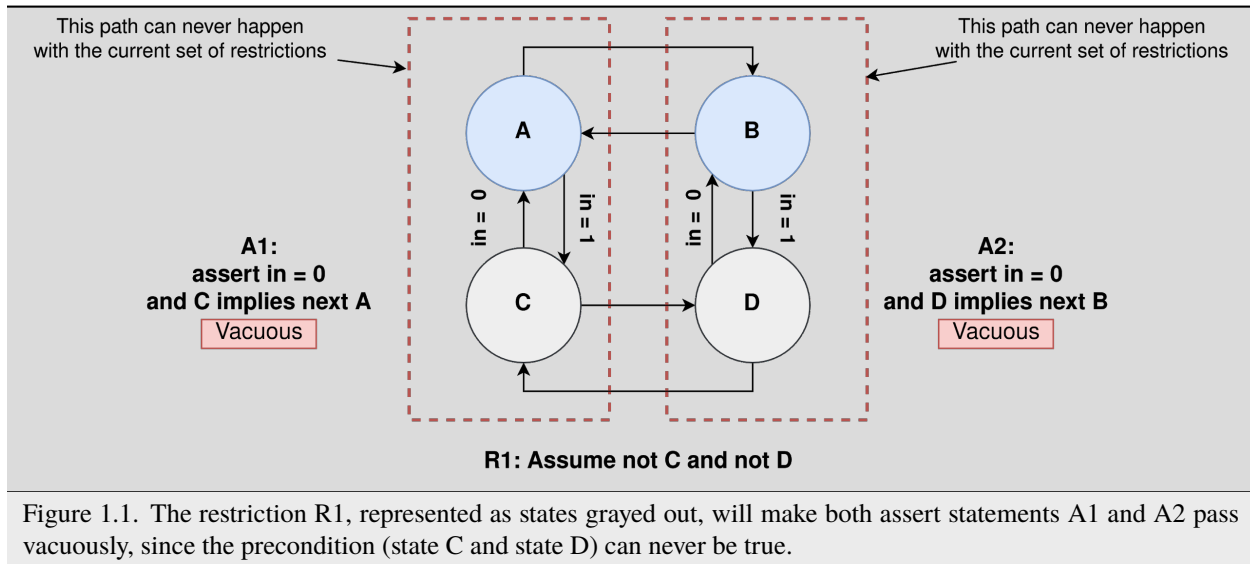 This path can never happen
with the current set of restrictions
This path can never happen
with the current set of restrictions
A
B
in = 0
in = 1
in = 0
in = 1
A1:
assert in = 0
and C implies next A
Vacuous
C
D
A2:
assert in = 0
and D implies next B
Vacuous
R1: Assume not C and not D
Figure 1.1. The restriction R1, represented as states grayed out, will make both assert statements A1 and A2 pass
vacuously, since the precondition (state C and state D) can never be true.